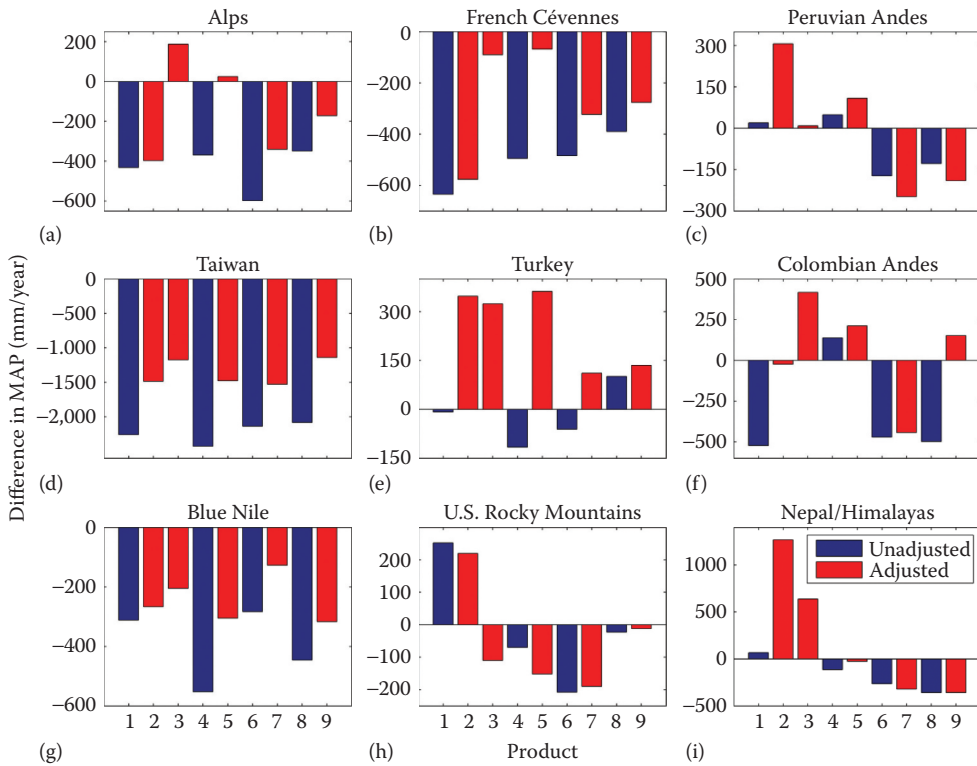 Alps
French Cévennes
Peruvian Andes
200
0
−200
−400
−600
0
−200
−400
−600
300
150
0
−150
−300
(a)
(b)
(c)
Taiwan
Turkey
Colombian Andes
0
−500
−1.000
−1500
−2,000
300
150
0
−150
500
250
0
−250
−500
(d)
(e)
(f)
Difference in MAP (mm/year)
Blue Nile
U.S. Rocky Mountains
Nepal/Himalayas
0
−200
−400
−600
200
100
0
−100
−200
1000
500
0
−500
Unadjusted
Adjusted
1 2 3 4 5 6 7 8 9
1 2 3 4 5 6 7 8 9
1 2 3 4 5 6 7 8 9
(g)
(h)
(i)
Product